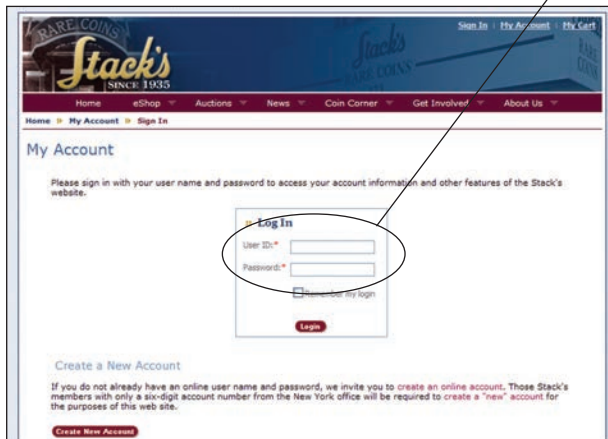 RARE COINS
Stack's
SINCE 1935
Stack's
RARE COINS
RARE
COINS
Sign In | My Account | My Cart
Home eShop Auctions News Coin Corner Get Involved About Us
Home » My Account » Sign In
My Account
Please sign in with your user name and password to access your account information and other features of the Stack's
website.
» Log In
User ID:*
Password:*
Remember my login
Login
Create a New Account
If you do not already have an online user name and password, we invite you to create an online account. Those Stack's
members with only a six-digit account number from the New York office will be required to create a "new" account for
the purposes of this web site.
Create New Account